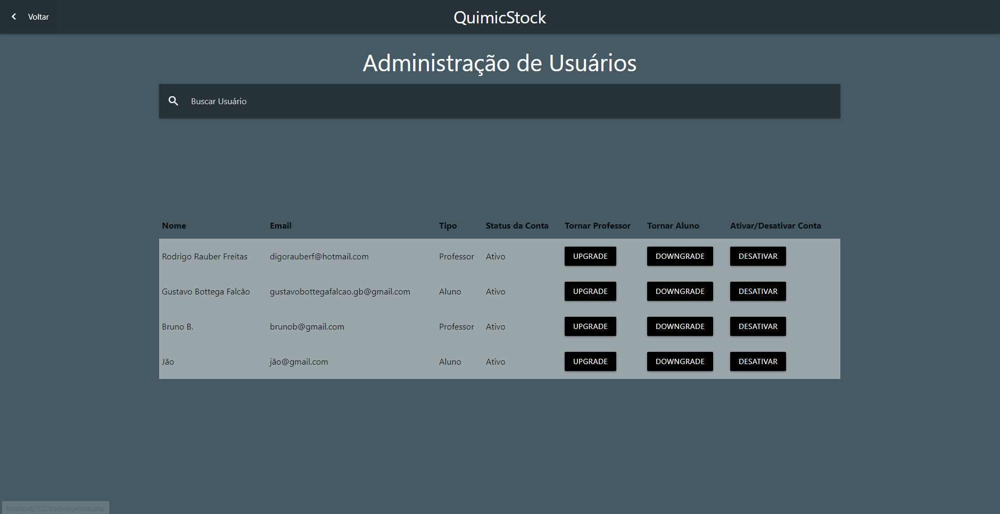 Voltar
QuimicStock
Administração de Usuários
Buscar Usuário
Nome Email Tipo Status da Conta Tornar Professor Tornar Aluno Ativar/Desativar Conta
Rodrigo Rauber Freitas digorauberf@hotmail.com Professor Ativo UPGRADE DOWNGRADE DESATIVAR
Gustavo Bottega Falcão gustavobottegafalcao.gb@gmail.com Aluno Ativo UPGRADE DOWNGRADE DESATIVAR
Bruno B. brunob@gmail.com Professor Ativo UPGRADE DOWNGRADE DESATIVAR
Jão jão@gmail.com Aluno Ativo UPGRADE DOWNGRADE DESATIVAR
localhost/TCC/body/pginicial.php